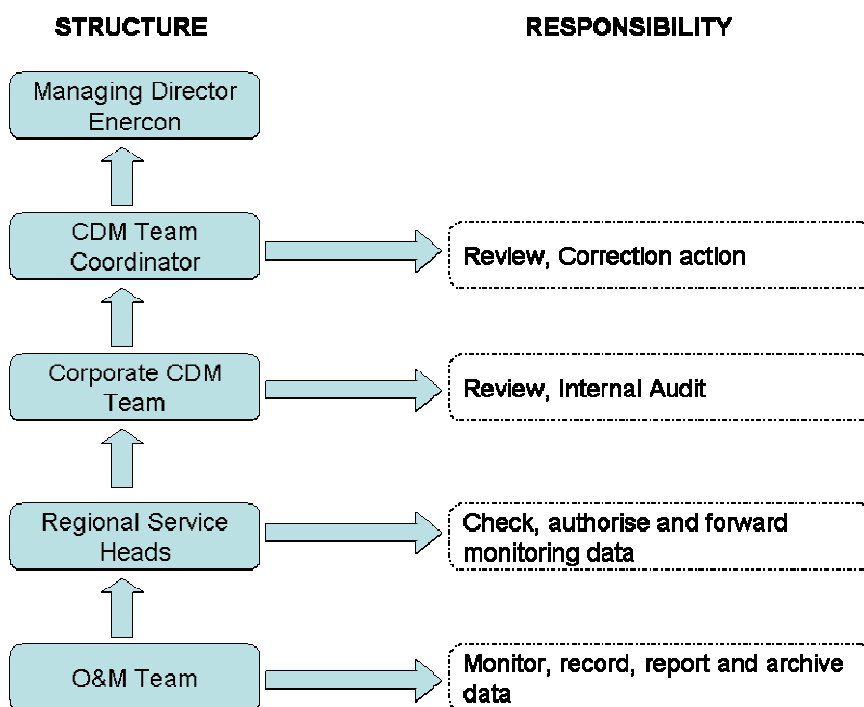 STRUCTURE RESPONSIBILITY
Managing Director
Enercon
CDM Team
Coordinator
Review, Correction action
Corporate CDM
Team
Review, Internal Audit
Regional Service
Heads
Check, authorise and forward
monitoring data
O&M Team
Monitor, record, report and archive
data